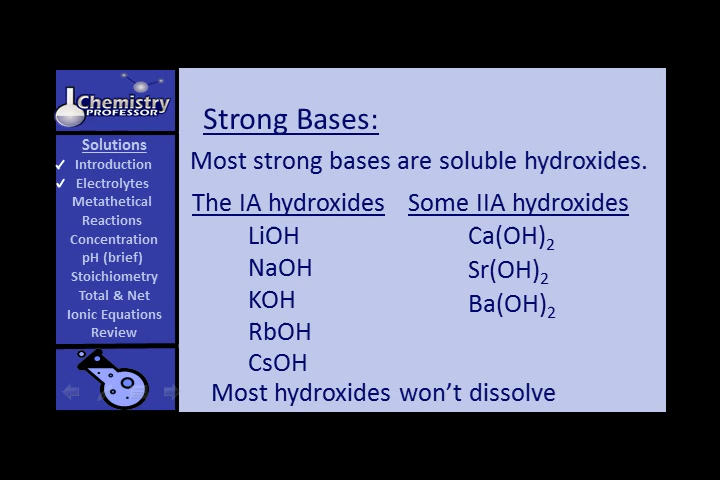 Chemistry
PROFESSOR
Solutions
✓ Introduction
✓ Electrolytes
Metathetical
Reactions
Concentration
pH (brief)
Stoichiometry
Total & Net
Ionic Equations
Review
Strong Bases:
Most strong bases are soluble hydroxides.
The IA hydroxides
LiOH
NaOH
KOH
RbOH
CsOH
Some IIA hydroxides
Ca(OH)₂
Sr(OH)₂
Ba(OH)₂
Most hydroxides won’t dissolve